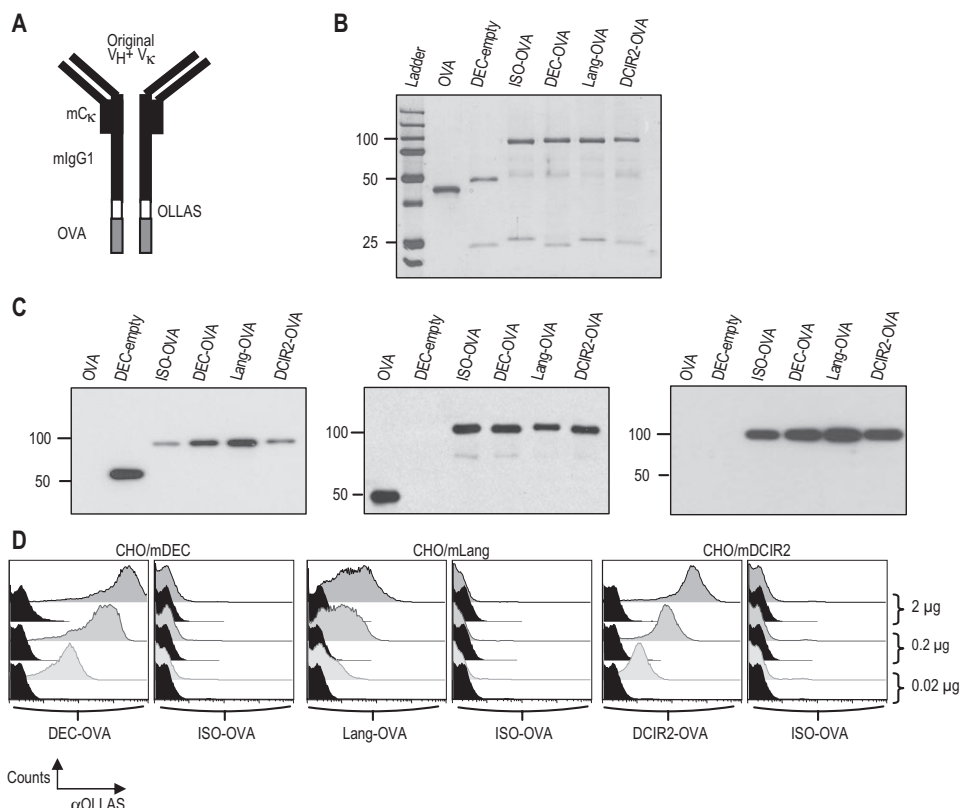 A
Original
VH+ Vκ
mCκ
mIgG1
OLLAS
OVA
B
Ladder
OVA
DEC-empty
ISO-OVA
DEC-OVA
Lang-OVA
DCIR2-OVA
100
50
25
C
OVA
DEC-empty
ISO-OVA
DEC-OVA
Lang-OVA
DCIR2-OVA
100
50
OVA
DEC-empty
ISO-OVA
DEC-OVA
Lang-OVA
DCIR2-OVA
100
50
OVA
DEC-empty
ISO-OVA
DEC-OVA
Lang-OVA
DCIR2-OVA
100
50
D
CHO/mDEC
CHO/mLang
CHO/mDCIR2
2 µg
0.2 µg
0.02 µg
DEC-OVA
ISO-OVA
Lang-OVA
ISO-OVA
DCIR2-OVA
ISO-OVA
Counts
αOLLAS